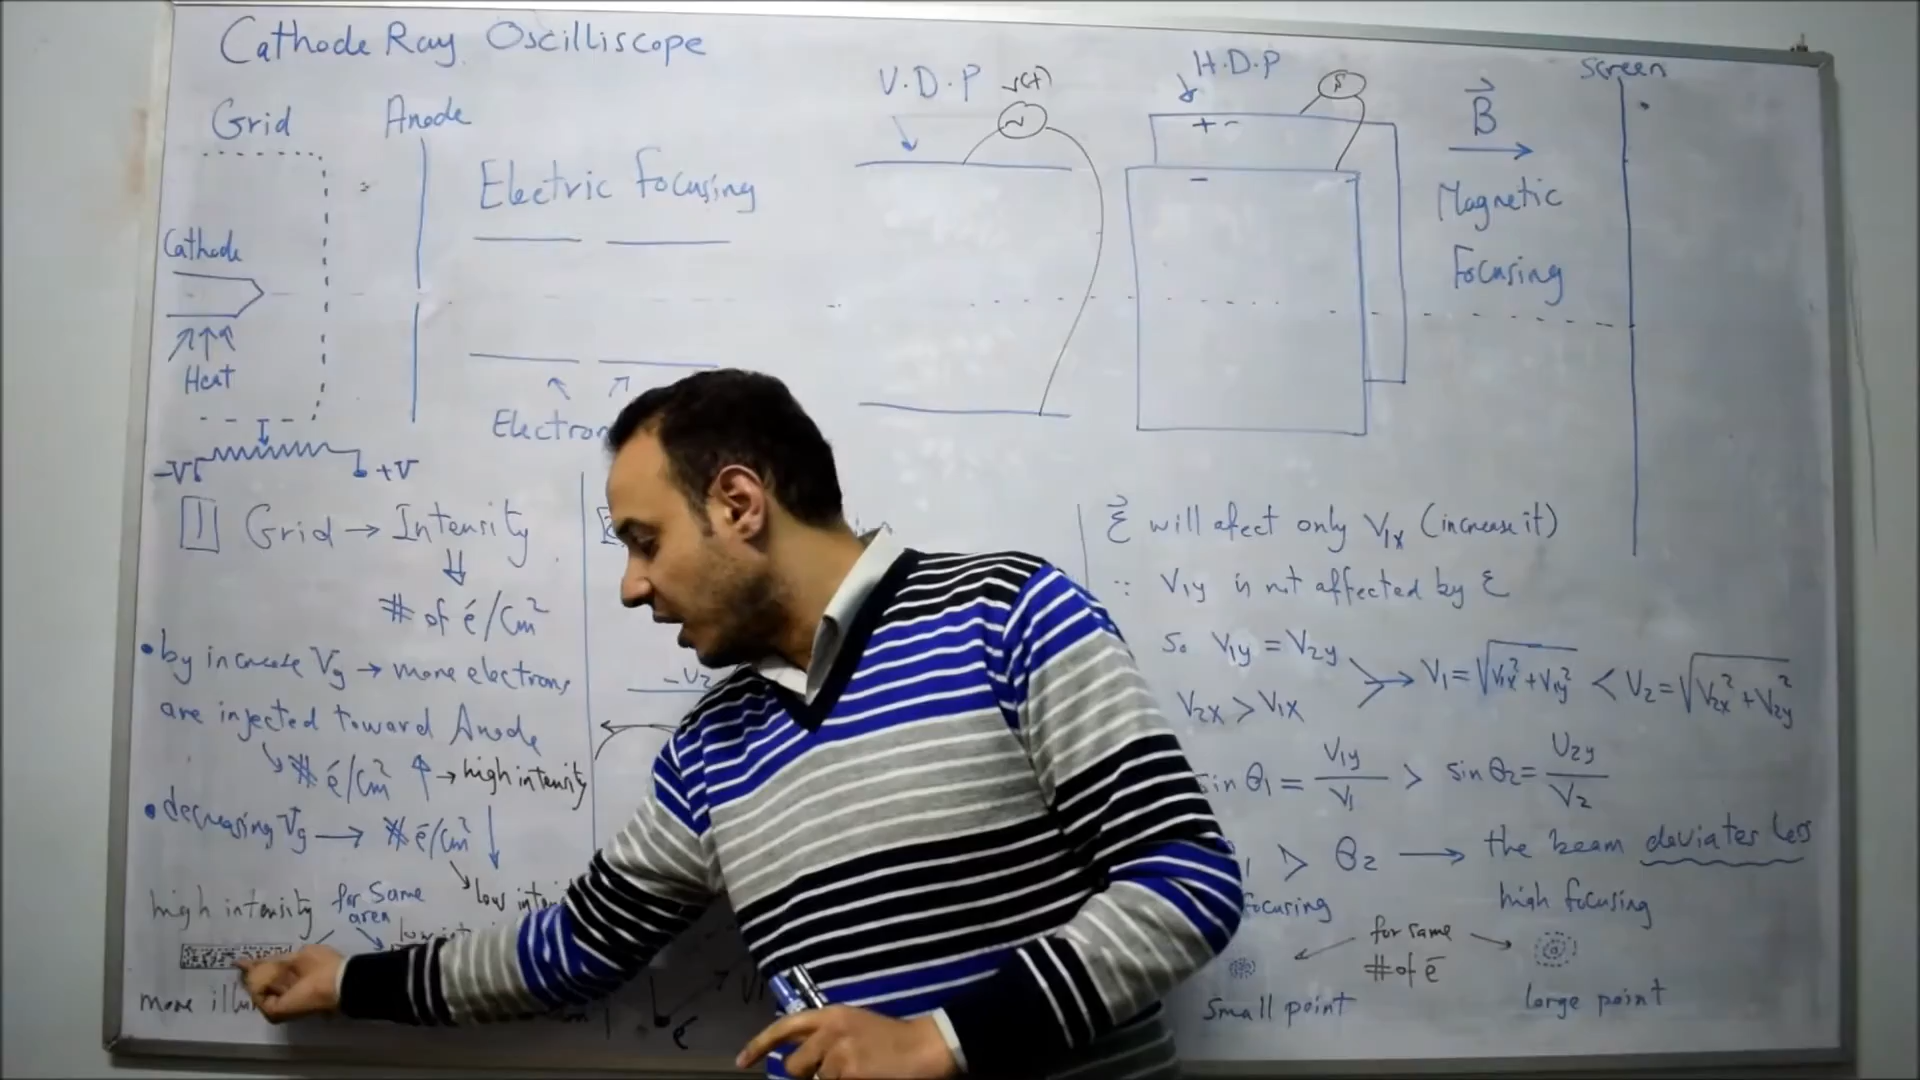 Cathode Ray Oscilliscope
Grid
Anode
Electric Focusing
V.D.P
v(t)
H.D.P
+ -
-
B
Magnetic
Focusing
Screen
Cathode
Heat
Electron
-V
+V
1 Grid → Intensity
# of é/cm²
• by increase Vg → more electrons
are injected toward Anode
# é/cm² ↑ → high intensity
• decreasing Vg → # é/cm² ↓
high intensity
for Same
area
more
-V2
é
Ɛ will afect only V1x (increase it)
∵ V1y is not affected by Ɛ
So V1y = V2y
V2x > V1x
V1 = √V1x² + V1y² < V2 = √V2x² + V2y²
sin θ1 = V1y/V1 > sin θ2 = V2y/V2
> θ2 → the beam deviates less
focusing
high focusing
for same
# of é
small point
large point